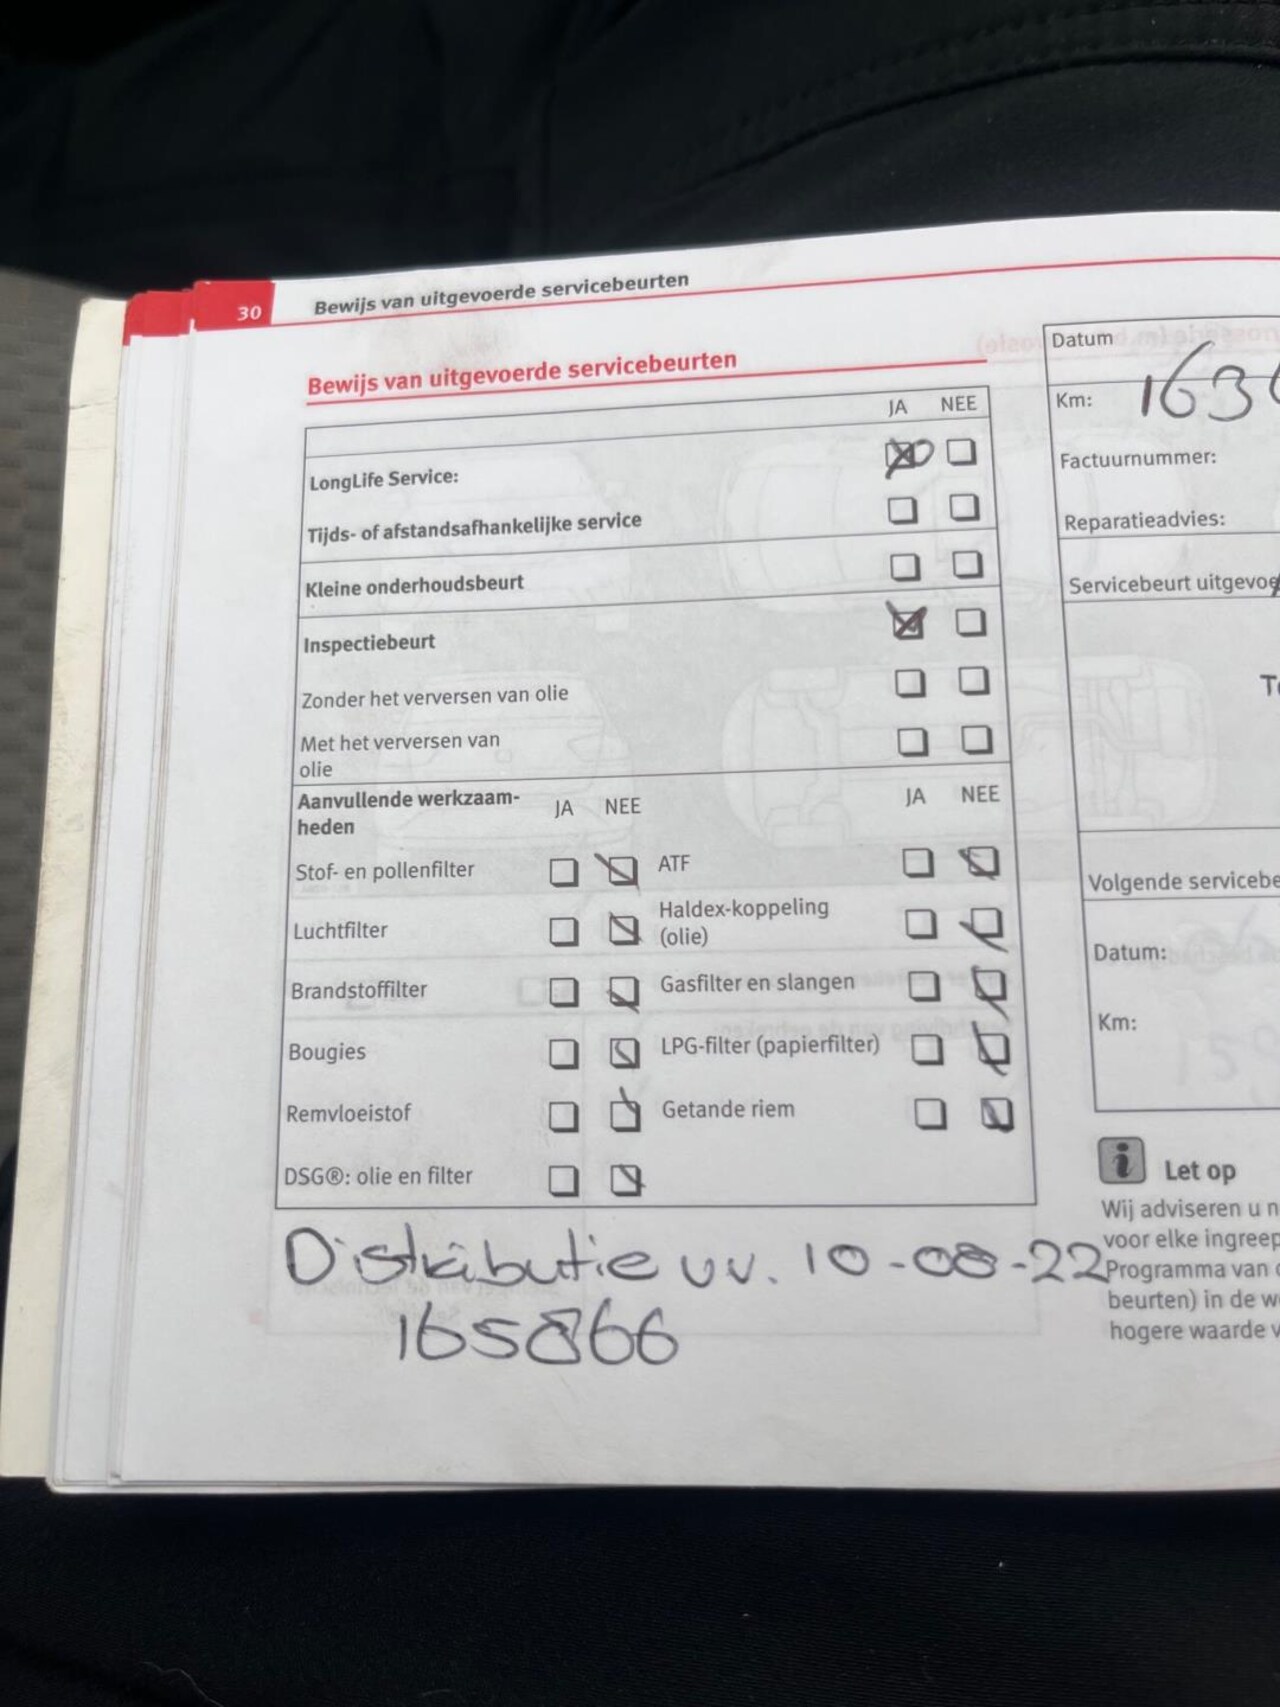 30
Bewijs van uitgevoerde servicebeurten
Bewijs van uitgevoerde servicebeurten
JA NEE
LongLife Service:
Tijds- of afstandsafhankelijke service
Kleine onderhoudsbeurt
Inspectiebeurt
Zonder het verversen van olie
Met het verversen van
olie
Aanvullende werkzaam-
heden
JA NEE
JA NEE
Stof- en pollenfilter
ATF
Luchtfilter
Haldex-koppeling
(olie)
Brandstoffilter
Gasfilter en slangen
Bougies
LPG-filter (papierfilter)
Remvloeistof
Getande riem
DSG®: olie en filter
Distributie vv. 10-08-22
165866
Datum
Km: 163
Factuurnummer:
Reparatieadvies:
Servicebeurt uitgevoe
Volgende servicebe
Datum:
Km:
i Let op
Wij adviseren u n
voor elke ingreep
Programma van
beurten) in de w
hogere waarde v